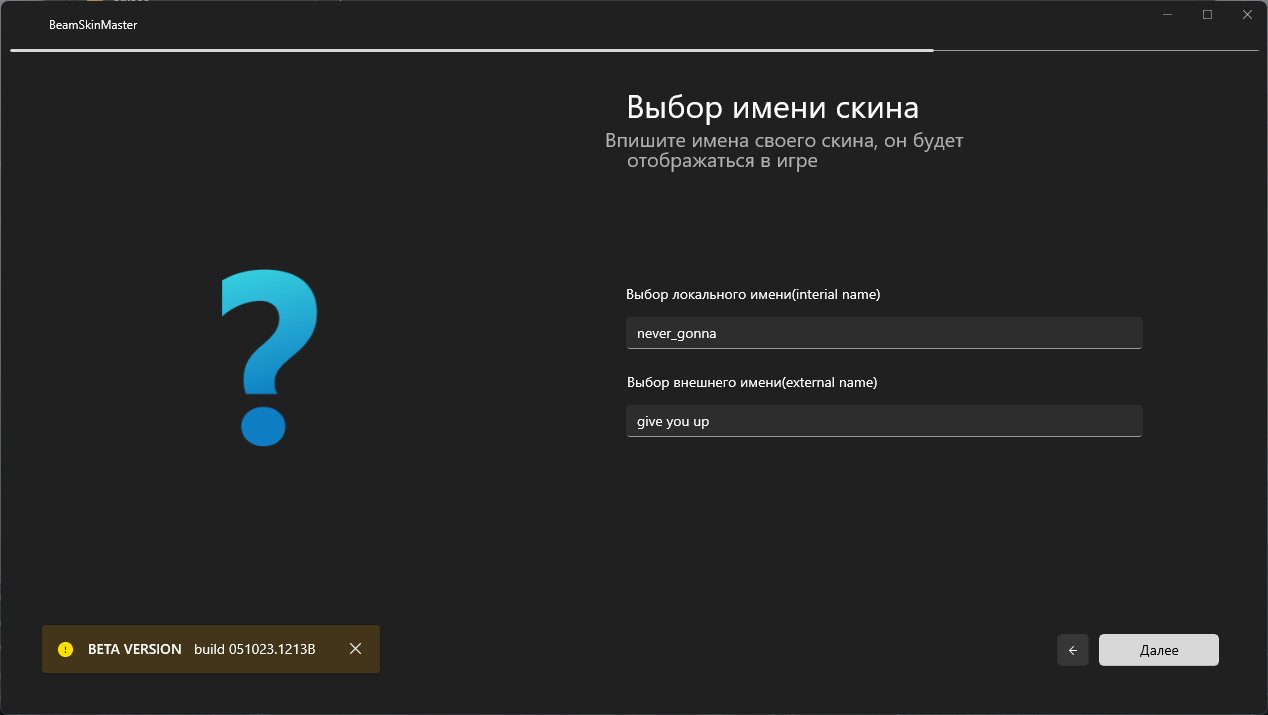 BeamSkinMaster
Выбор имени скина
Впишите имена своего скина, он будет
отображаться в игре
Выбор локального имени(interial name)
never_gonna
Выбор внешнего имени(external name)
give you up
BETA VERSION build 051023.1213B
Далее